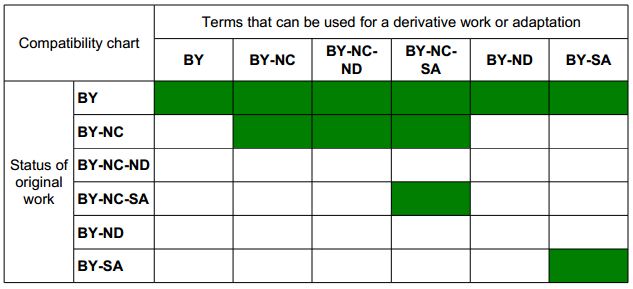 Compatibility chart
Terms that can be used for a derivative work or adaptation
BY
BY-NC
BY-NC-
ND
BY-NC-
SA
BY-ND
BY-SA
Status of
original
work
BY
BY-NC
BY-NC-ND
BY-NC-SA
BY-ND
BY-SA